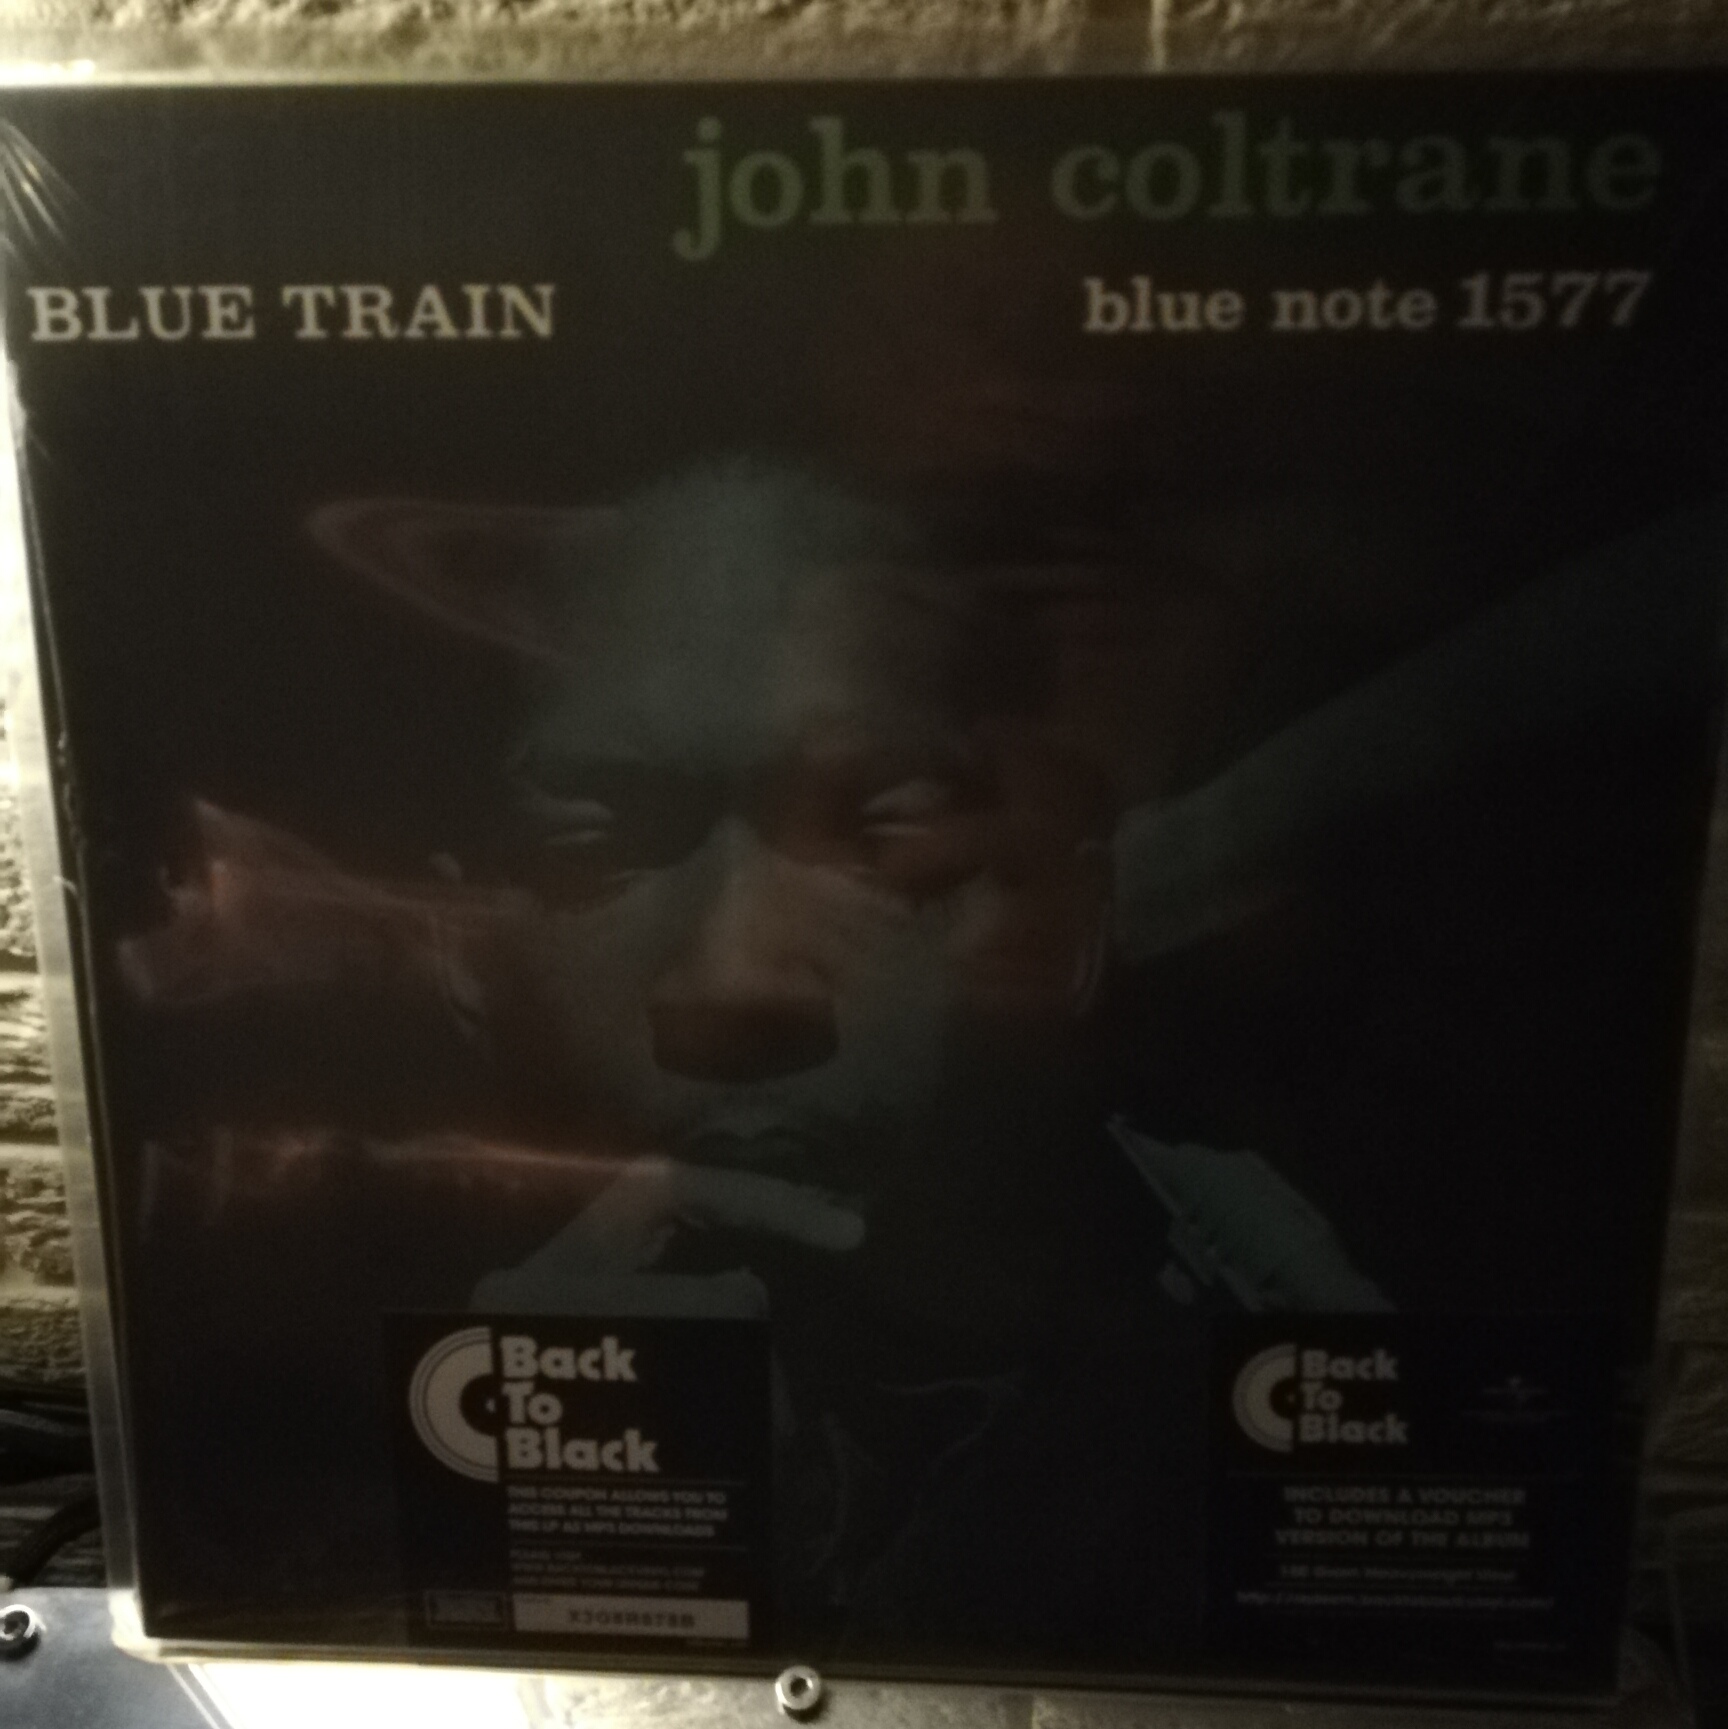 john coltrane
BLUE TRAIN
blue note 1577
Back
To
Black
THIS COUPON ALLOWS YOU TO
ACCESS ALL THE TRACKS FROM
THIS LP AS MP3 DOWNLOADS
Back
To
Black
INCLUDES A VOUCHER
TO DOWNLOAD MP3
VERSION OF THE ALBUM